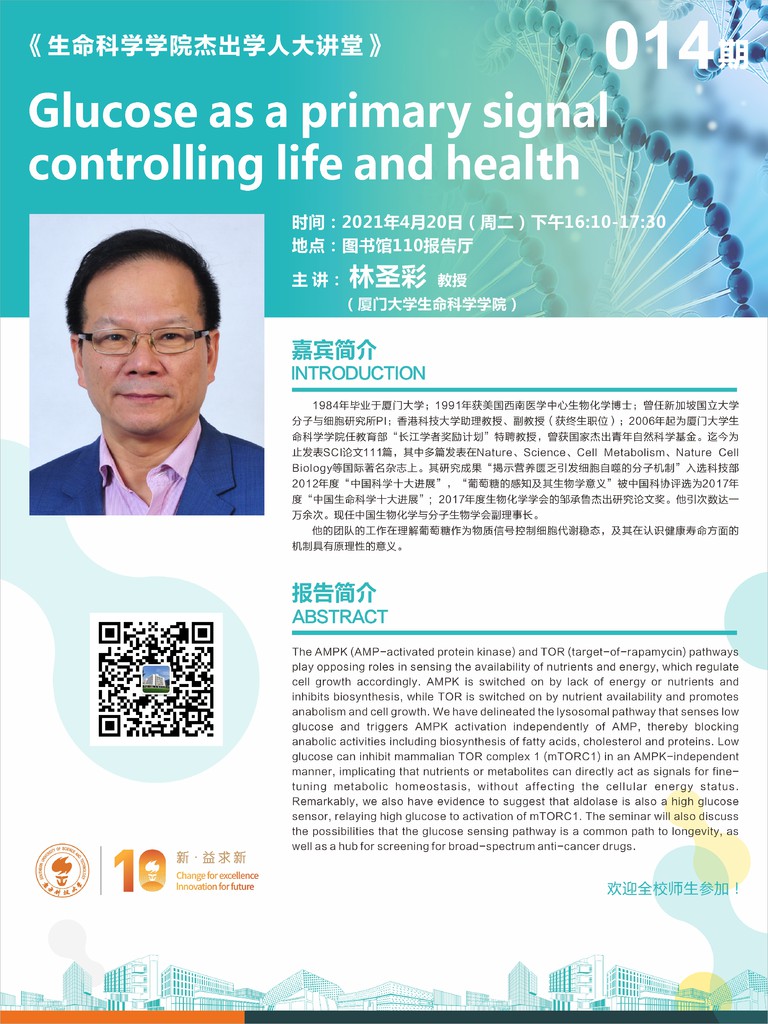 《生命科学学院杰出学人大讲堂》
014期
Glucose as a primary signal
controlling life and health
时间：2021年4月20日（周二）下午16:10-17:30
地点：图书馆110报告厅
主讲：林圣彩 教授
（厦门大学生命科学学院）
嘉宾简介
INTRODUCTION
1984年毕业于厦门大学；1991年获美国西南医学中心生物化学博士；曾任新加坡国立大学
分子与细胞研究所PI；香港科技大学助理教授、副教授（获终生职位）；2006年起为厦门大学生
命科学学院任教育部“长江学者奖励计划”特聘教授，曾获国家杰出青年自然科学基金。迄今为
止发表SCI论文111篇，其中多篇发表在Nature、Science、Cell Metabolism、Nature Cell
Biology等国际著名杂志上。其研究成果“揭示营养匮乏引发细胞自噬的分子机制”入选科技部
2012年度“中国科学十大进展”，“葡萄糖的感知及其生物学意义”被中国科协评选为2017年
度“中国生命科学十大进展”；2017年度生物化学学会的邹承鲁杰出研究论文奖。他引次数达一
万余次。现任中国生物化学与分子生物学会副理事长。
他的团队的工作在理解葡萄糖作为物质信号控制细胞代谢稳态，及其在认识健康寿命方面的
机制具有原理性的意义。
报告简介
ABSTRACT
The AMPK (AMP-activated protein kinase) and TOR (target-of-rapamycin) pathways
play opposing roles in sensing the availability of nutrients and energy, which regulate
cell growth accordingly. AMPK is switched on by lack of energy or nutrients and
inhibits biosynthesis, while TOR is switched on by nutrient availability and promotes
anabolism and cell growth. We have delineated the lysosomal pathway that senses low
glucose and triggers AMPK activation independently of AMP, thereby blocking
anabolic activities including biosynthesis of fatty acids, cholesterol and proteins. Low
glucose can inhibit mammalian TOR complex 1 (mTORC1) in an AMPK-independent
manner, implicating that nutrients or metabolites can directly act as signals for fine-
tuning metabolic homeostasis, without affecting the cellular energy status.
Remarkably, we also have evidence to suggest that aldolase is also a high glucose
sensor, relaying high glucose to activation of mTORC1. The seminar will also discuss
the possibilities that the glucose sensing pathway is a common path to longevity, as
well as a hub for screening for broad-spectrum anti-cancer drugs.
10
新·益求新
Change for excellence
Innovation for future
欢迎全校师生参加！